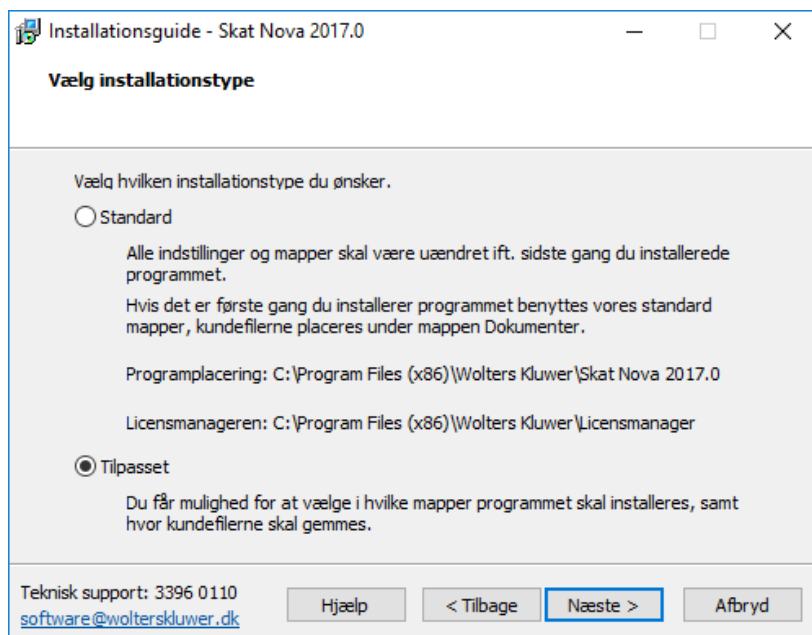 Installationsguide - Skat Nova 2017.0
Vælg installationstype
Vælg hvilken installationstype du ønsker.
Standard
Alle indstillinger og mapper skal være uændret ift. sidste gang du installerede
programmet.
Hvis det er første gang du installerer programmet benyttes vores standard
mapper, kundefilerne placeres under mappen Dokumenter.
Programplacering: C:\Program Files (x86)\Wolters Kluwer\Skat Nova 2017.0
Licensmanageren: C:\Program Files (x86)\Wolters Kluwer\Licensmanager
Tilpasset
Du får mulighed for at vælge i hvilke mapper programmet skal installeres, samt
hvor kundefilerne skal gemmes.
Teknisk support: 3396 0110
software@wolterskluwer.dk
Hjælp
< Tilbage
Næste >
Afbryd